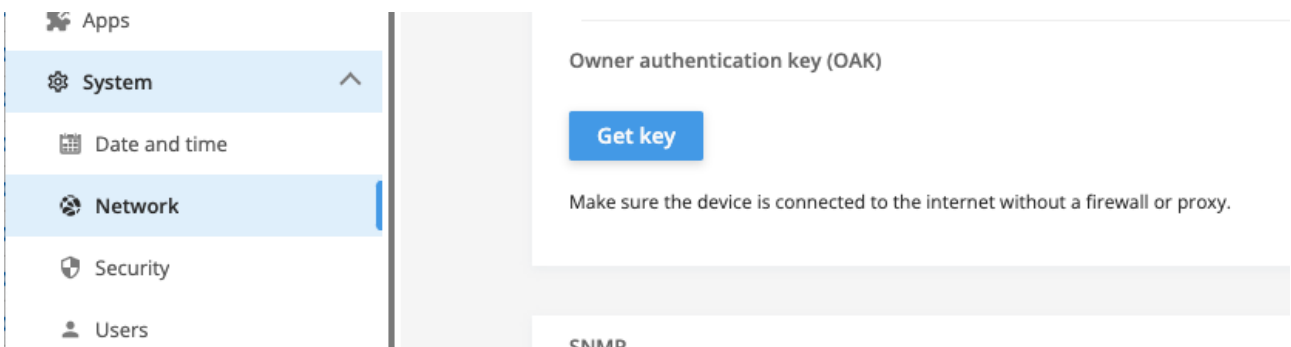 Apps
System
Date and time
Network
Security
Users
Owner authentication key (OAK)
Get key
Make sure the device is connected to the internet without a firewall or proxy.
SNMP